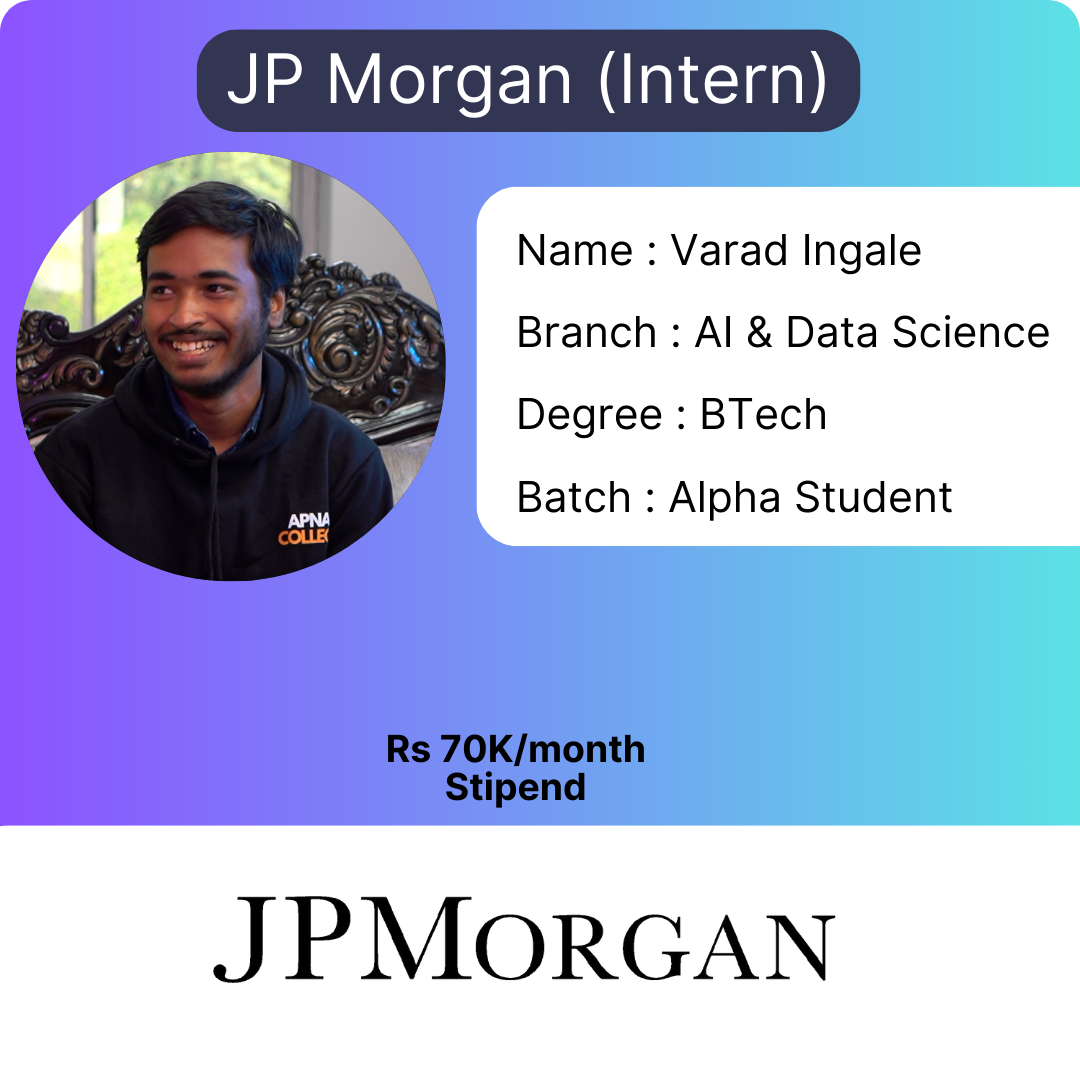 JP Morgan (Intern)
Name : Varad Ingale
Branch : AI & Data Science
Degree : BTech
Batch : Alpha Student
APNA
COLLE
Rs 70K/month
Stipend
JPMORGAN